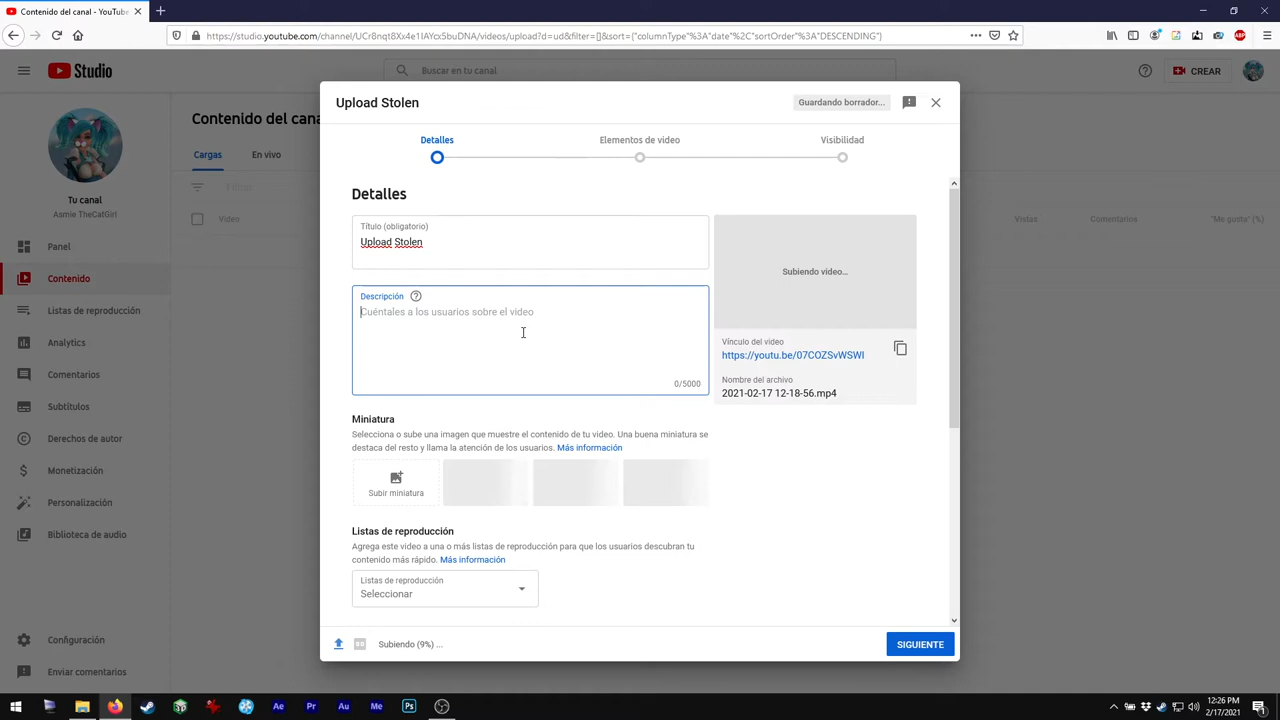 Contenido del canal - YouTube
https://studio.youtube.com/channel/UCr8nqt8Xx4e1IAYcx5buDNA/videos/upload?d=ud&filter=[]&sort={"columnType"%3A"date"%2C"sortOrder"%3A"DESCENDING"}
Studio
Buscar en tu canal
CREAR
Tu canal
Asmie TheCatGirl
Panel
Contenido
Listas de reproducción
Analytics
Comentarios
Subtítulos
Derechos de autor
Monetización
Personalización
Biblioteca de audio
Configuración
Enviar comentarios
Contenido del cana
Cargas
En vivo
Filtrar
Video
Vistas
Comentarios
"Me gusta" (%)
Upload Stolen
Guardando borrador...
Detalles
Elementos de video
Visibilidad
Detalles
Título (obligatorio)
Upload Stolen
Descripción
Cuéntales a los usuarios sobre el video
0/5000
Subiendo video...
Vínculo del video
https://youtu.be/07COZSvWSWI
Nombre del archivo
2021-02-17 12-18-56.mp4
Miniatura
Selecciona o sube una imagen que muestre el contenido de tu video. Una buena miniatura se
destaca del resto y llama la atención de los usuarios. Más información
Subir miniatura
Listas de reproducción
Agrega este video a una o más listas de reproducción para que los usuarios descubran tu
contenido más rápido. Más información
Listas de reproducción
Seleccionar
Subiendo (9%) ...
SIGUIENTE
Ae
Pr
Au
Me
Ps
12:26 PM
2/17/2021